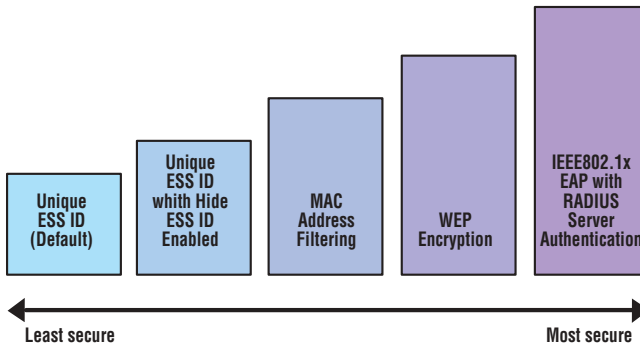 Unique
ESS ID
(Default)
Unique
ESS ID
whith Hide
ESS ID
Enabled
MAC
Address
Filtering
WEP
Encryption
IEEE802.1x
EAP with
RADIUS
Server
Authentication
Least secure
Most secure